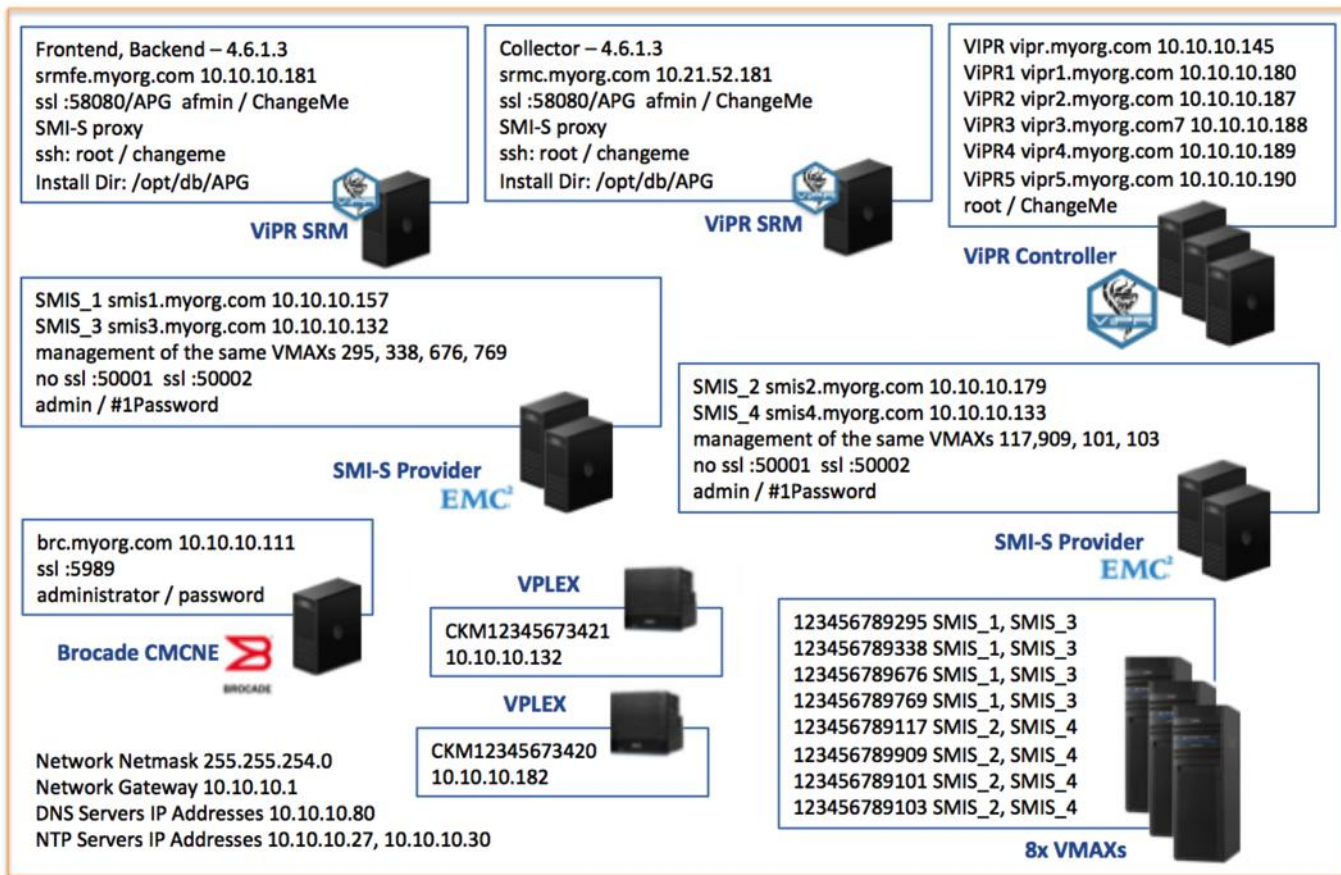 Frontend, Backend – 4.6.1.3
srmfe.myorg.com 10.10.10.181
ssl :58080/APG  afmin / ChangeMe
SMI-S proxy
ssh: root / changeme
Install Dir: /opt/db/APG
ViPR SRM
Collector – 4.6.1.3
srmc.myorg.com 10.21.52.181
ssl :58080/APG  afmin / ChangeMe
SMI-S proxy
ssh: root / changeme
Install Dir: /opt/db/APG
ViPR SRM
VIPR vipr.myorg.com 10.10.10.145
ViPR1 vipr1.myorg.com 10.10.10.180
ViPR2 vipr2.myorg.com 10.10.10.187
ViPR3 vipr3.myorg.com7 10.10.10.188
ViPR4 vipr4.myorg.com 10.10.10.189
ViPR5 vipr5.myorg.com 10.10.10.190
root / ChangeMe
ViPR Controller
ViPR
SMIS_1 smis1.myorg.com 10.10.10.157
SMIS_3 smis3.myorg.com 10.10.10.132
management of the same VMAXs 295, 338, 676, 769
no ssl :50001  ssl :50002
admin / #1Password
SMI-S Provider
EMC²
SMIS_2 smis2.myorg.com 10.10.10.179
SMIS_4 smis4.myorg.com 10.10.10.133
management of the same VMAXs 117,909, 101, 103
no ssl :50001  ssl :50002
admin / #1Password
SMI-S Provider
EMC²
brc.myorg.com 10.10.10.111
ssl :5989
administrator / password
Brocade CMCNE
BROCADE
VPLEX
CKM12345673421
10.10.10.132
VPLEX
CKM12345673420
10.10.10.182
123456789295 SMIS_1, SMIS_3
123456789338 SMIS_1, SMIS_3
123456789676 SMIS_1, SMIS_3
123456789769 SMIS_1, SMIS_3
123456789117 SMIS_2, SMIS_4
123456789909 SMIS_2, SMIS_4
123456789101 SMIS_2, SMIS_4
123456789103 SMIS_2, SMIS_4
8x VMAXs
Network Netmask 255.255.254.0
Network Gateway 10.10.10.1
DNS Servers IP Addresses 10.10.10.80
NTP Servers IP Addresses 10.10.10.27, 10.10.10.30